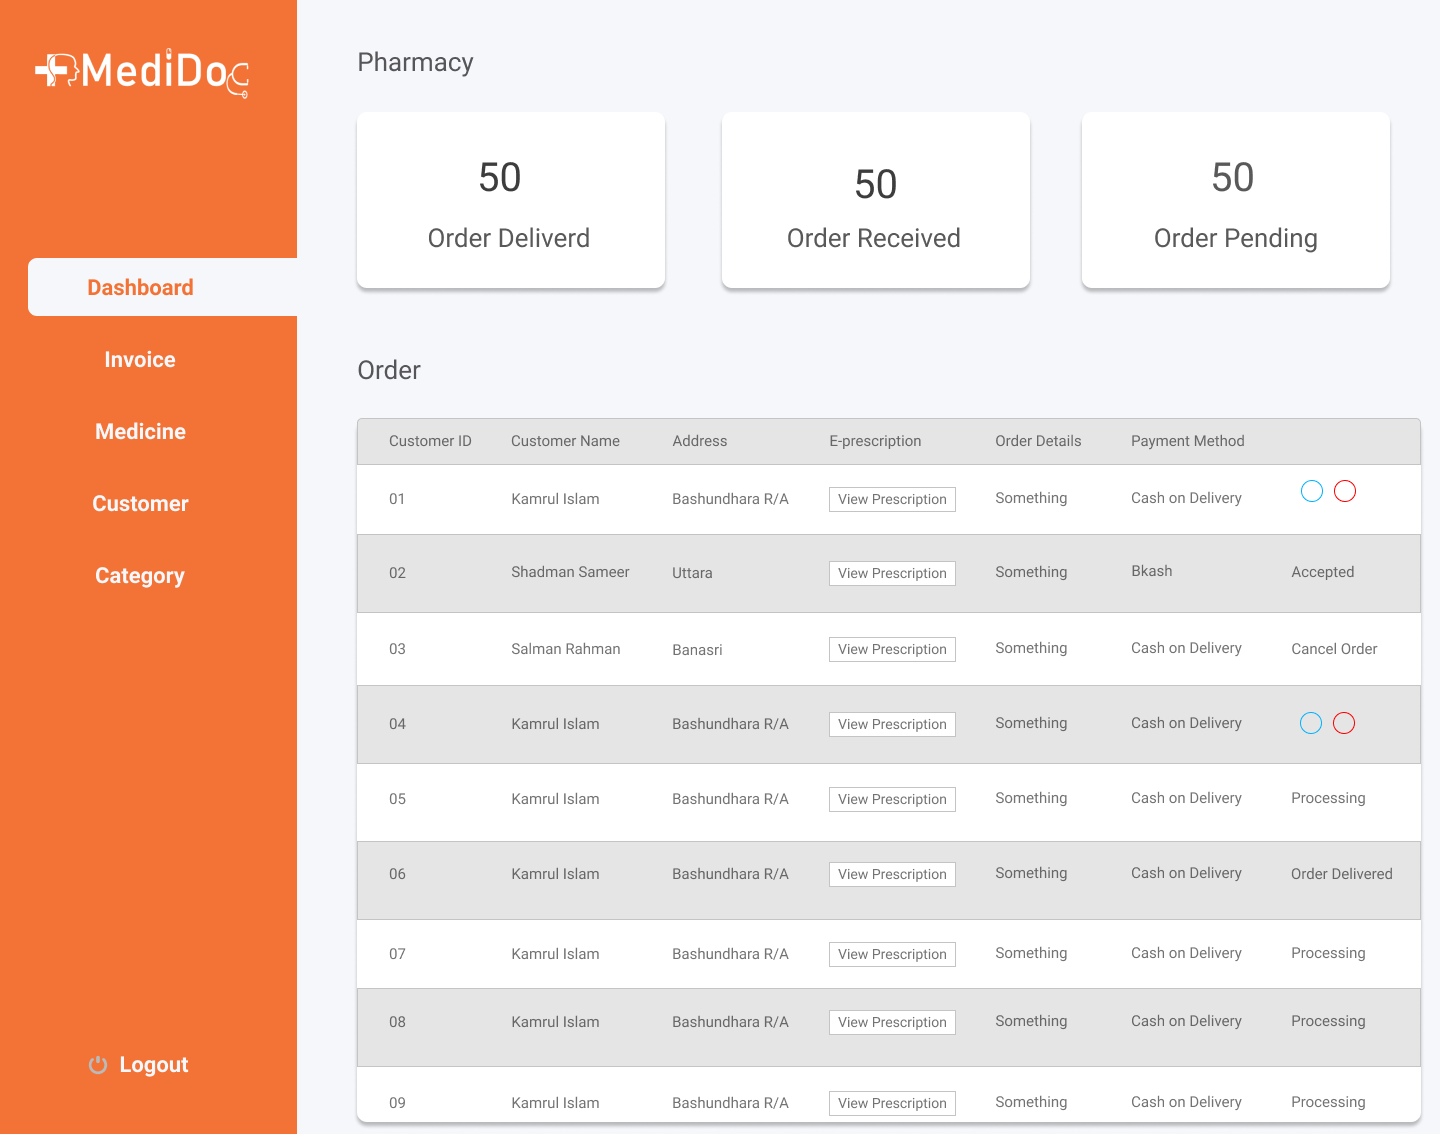 MediDoc
Dashboard
Invoice
Medicine
Customer
Category
Logout
Pharmacy
50
Order Deliverd
50
Order Received
50
Order Pending
Order
Customer ID Customer Name Address E-prescription Order Details Payment Method
01 Kamrul Islam Bashundhara R/A View Prescription Something Cash on Delivery
02 Shadman Sameer Uttara View Prescription Something Bkash Accepted
03 Salman Rahman Banasri View Prescription Something Cash on Delivery Cancel Order
04 Kamrul Islam Bashundhara R/A View Prescription Something Cash on Delivery
05 Kamrul Islam Bashundhara R/A View Prescription Something Cash on Delivery Processing
06 Kamrul Islam Bashundhara R/A View Prescription Something Cash on Delivery Order Delivered
07 Kamrul Islam Bashundhara R/A View Prescription Something Cash on Delivery Processing
08 Kamrul Islam Bashundhara R/A View Prescription Something Cash on Delivery Processing
09 Kamrul Islam Bashundhara R/A View Prescription Something Cash on Delivery Processing